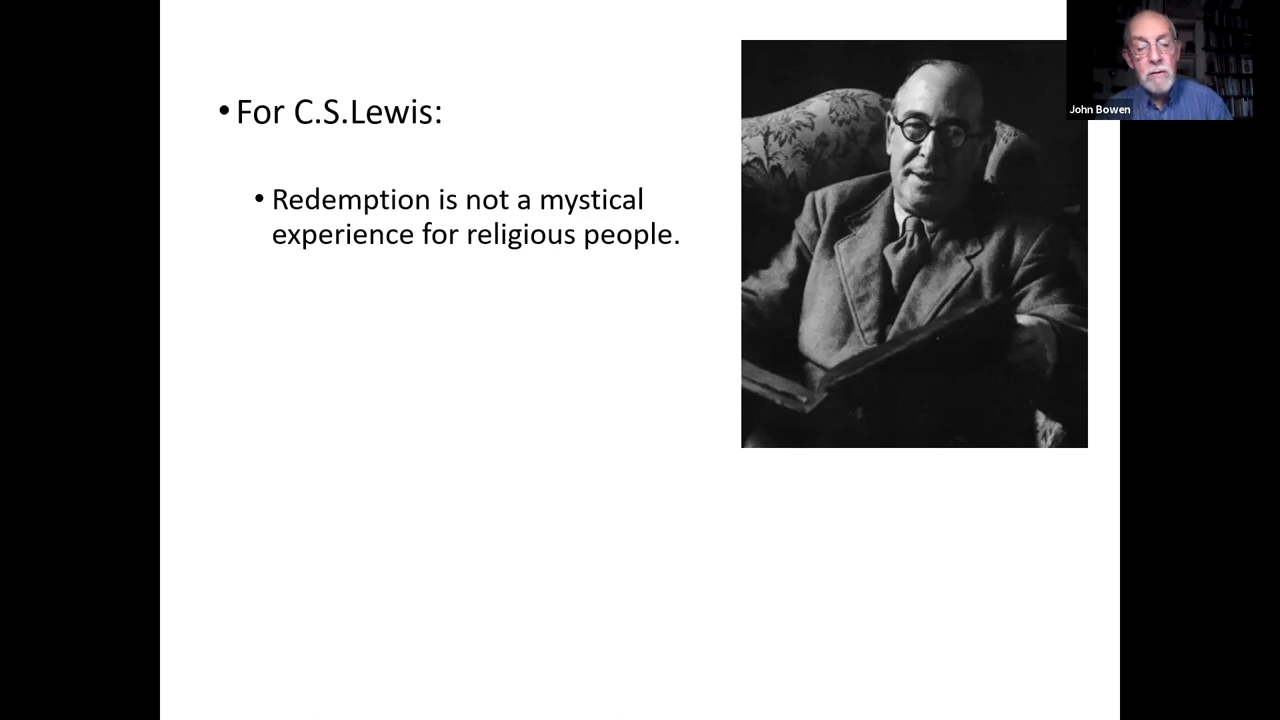 • For C.S.Lewis:
• Redemption is not a mystical
experience for religious people.
John Bowen